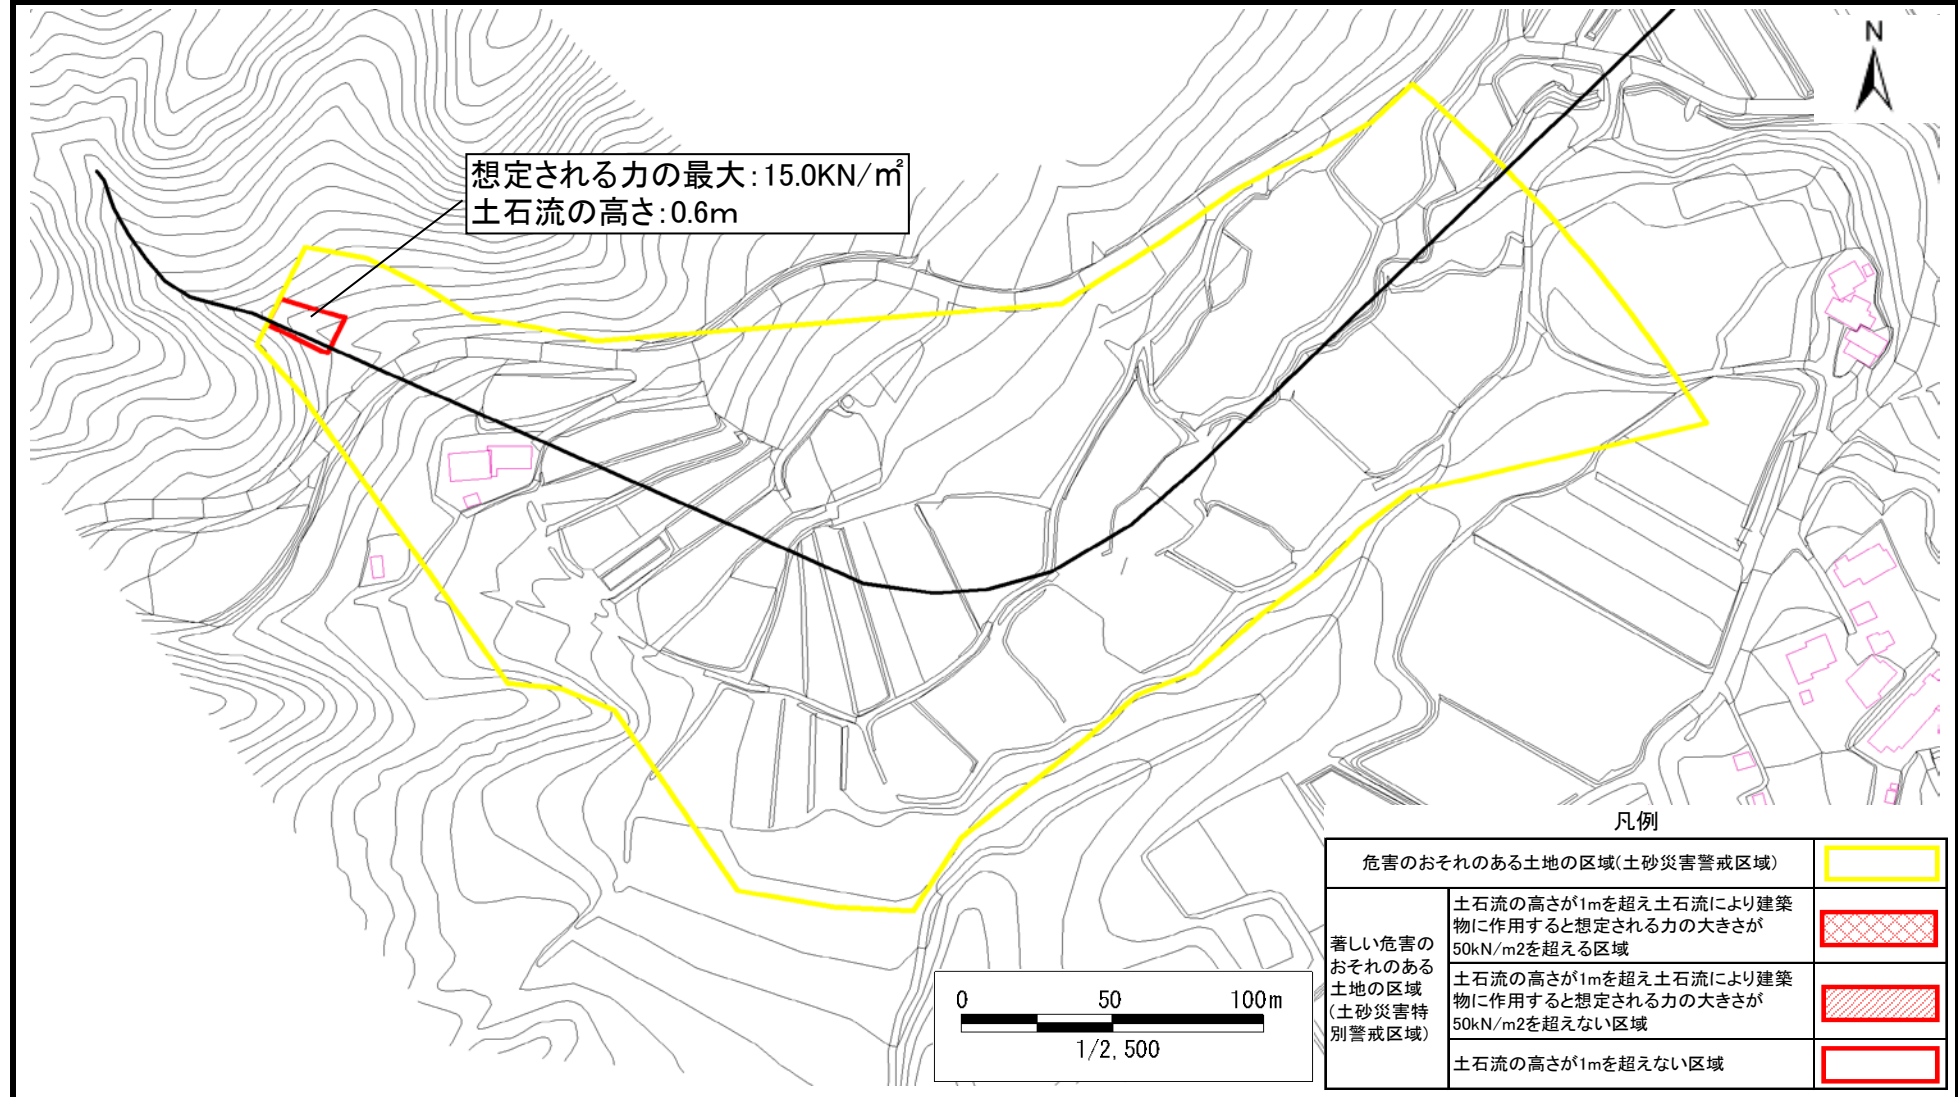 N
想定される力の最大：15.0KN/㎡
土石流の高さ：0.6m
凡例
危害のおそれのある土地の区域（土砂災害警戒区域）
著しい危害の
おそれのある
土地の区域
（土砂災害特
別警戒区域）
土石流の高さが1mを超え土石流により建築
物に作用すると想定される力の大きさが
50kN/m2を超える区域
土石流の高さが1mを超え土石流により建築
物に作用すると想定される力の大きさが
50kN/m2を超えない区域
土石流の高さが1mを超えない区域
0 50 100m
1/2,500